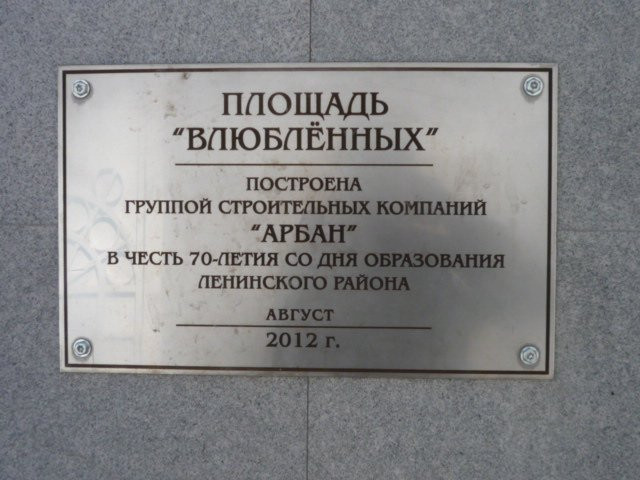 ПЛОЩАДЬ
"ВЛЮБЛЁННЫХ"
ПОСТРОЕНА
ГРУППОЙ СТРОИТЕЛЬНЫХ КОМПАНИЙ
"АРБАН"
В ЧЕСТЬ 70-ЛЕТИЯ СО ДНЯ ОБРАЗОВАНИЯ
ЛЕНИНСКОГО РАЙОНА
АВГУСТ
2012 г.